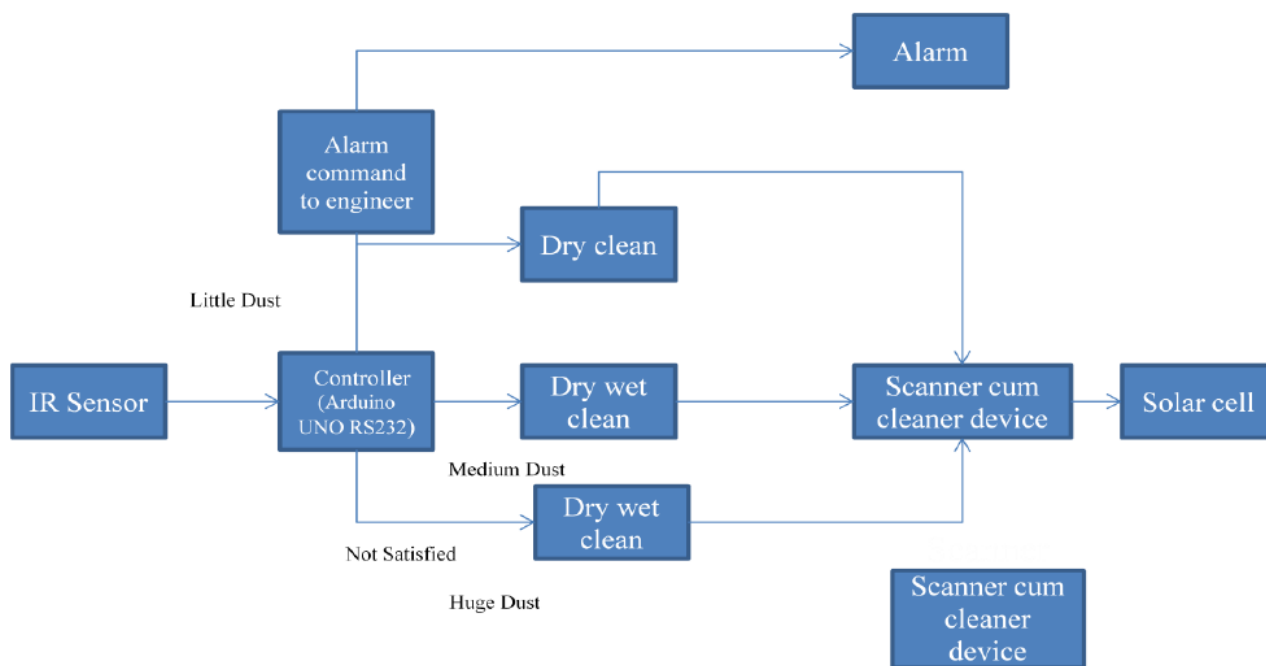 Alarm
Alarm
command
to engineer
Dry clean
Little Dust
IR Sensor
Controller
(Arduino
UNO RS232)
Dry wet
clean
Scanner cum
cleaner device
Solar cell
Medium Dust
Dry wet
clean
Not Satisfied
Huge Dust
Scanner cum
cleaner
device